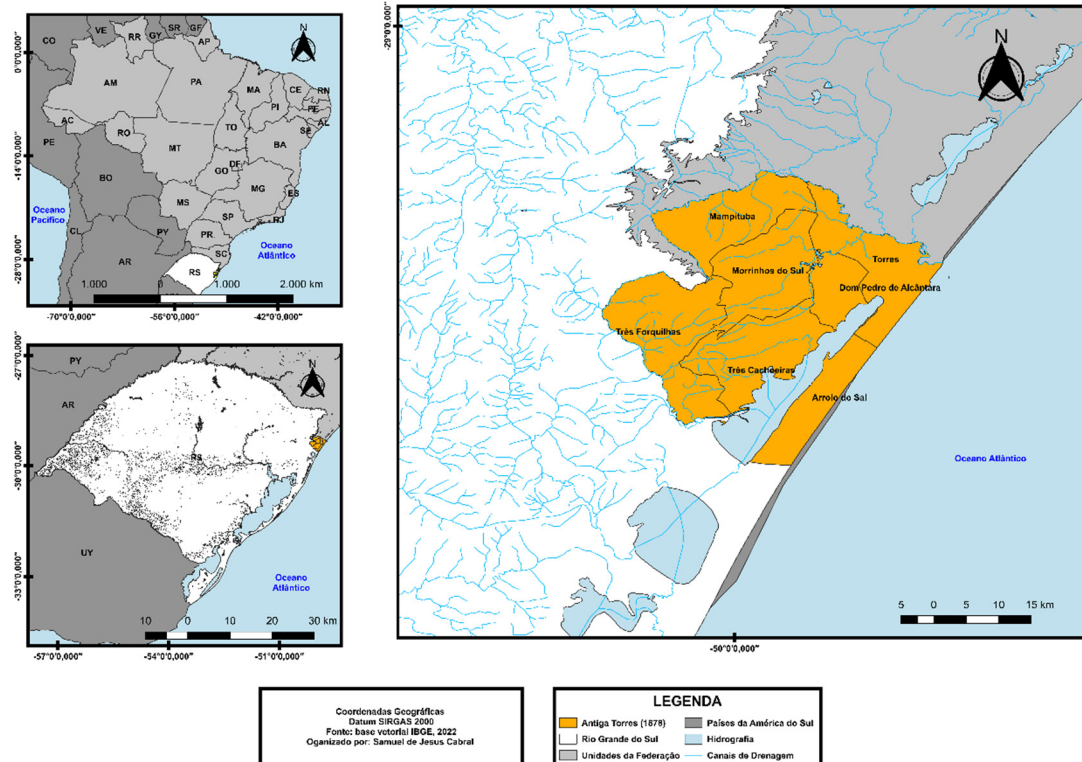 VE
SR
GF
CO
RR
GY
AP
N
0°0'0,000"
AM
PA
MA
CE
RN
PI
PE
AC
AL
TO
SE
RO
PE
BA
MT
-14°0'0,000"
DF
GO
BO
MG
ES
MS
Oceano
Pacífico
SP
RJ
PY
CL
PR
Oceano
Atlântico
SC
-28°0'0,000"
AR
RS
1.000 0 1.000 2.000 km
-70°0'0,000" -56°0'0,000" -42°0'0,000"
PY
-27°0'0,000"
N
AR
RS
-30°0'0,000"
UY
-33°0'0,000"
Oceano
Atlântico
10 0 10 20 30 km
-57°0'0,000" -54°0'0,000" -51°0'0,000"
-29°0'0,000"
N
Mampituba
Torres
Morrinhos do Sul
Dom Pedro de Alcântara
Três Forquilhas
Três Cachoeiras
Arroio do Sal
Oceano Atlântico
5 0 5 10 15 km
-50°0'0,000"
Coordenadas Geográficas
Datum SIRGAS 2000
Fonte: base vetorial IBGE, 2022
Oganizado por: Samuel de Jesus Cabral
LEGENDA
Antiga Torres (1878)
Países da América do Sul
Rio Grande do Sul
Hidrografia
Unidades da Federação
Canais de Drenagem